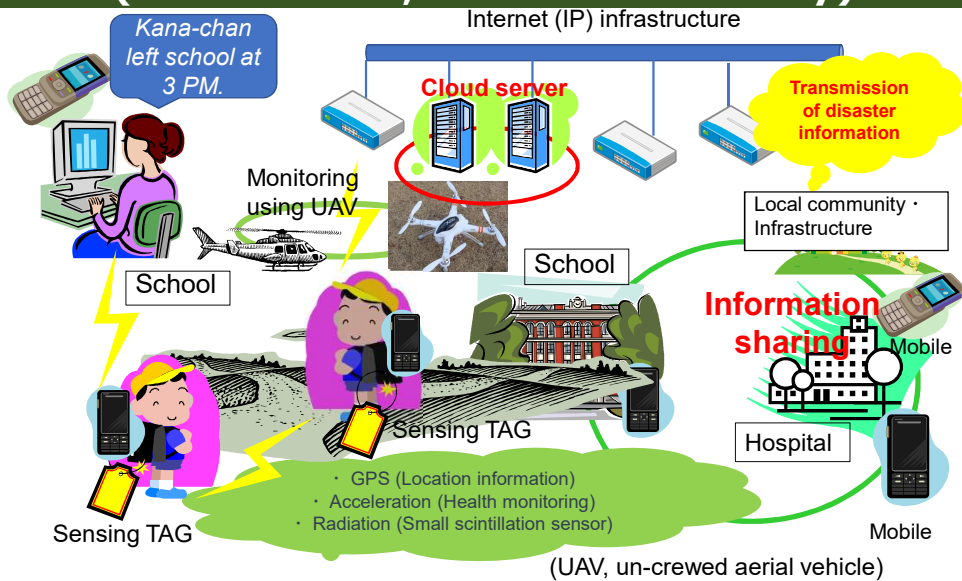 Internet (IP) infrastructure
Kana-chan
left school at
3 PM.
Cloud server
Transmission
of disaster
information
Monitoring
using UAV
Local community・
Infrastructure
School
School
Information
sharing
Mobile
Sensing TAG
Hospital
・ GPS (Location information)
・ Acceleration (Health monitoring)
・ Radiation (Small scintillation sensor)
Sensing TAG
Mobile
(UAV, un-crewed aerial vehicle)